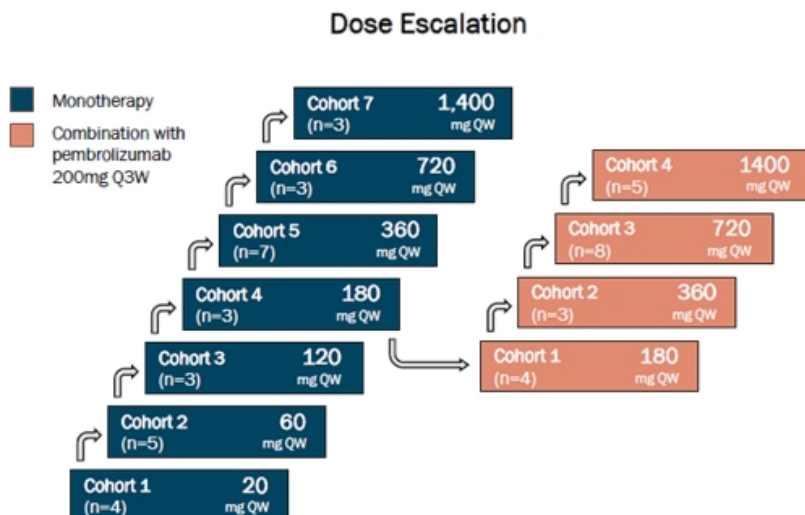 Dose Escalation
Monotherapy
Combination with
pembrolizumab
200mg Q3W
Cohort 7 1,400
(n=3) mg QW
Cohort 6 720
(n=3) mg QW
Cohort 5 360
(n=7) mg QW
Cohort 4 180
(n=3) mg QW
Cohort 3 120
(n=3) mg QW
Cohort 2 60
(n=5) mg QW
Cohort 1 20
(n=4) mg QW
Cohort 4 1400
(n=5) mg QW
Cohort 3 720
(n=8) mg QW
Cohort 2 360
(n=3) mg QW
Cohort 1 180
(n=4) mg QW